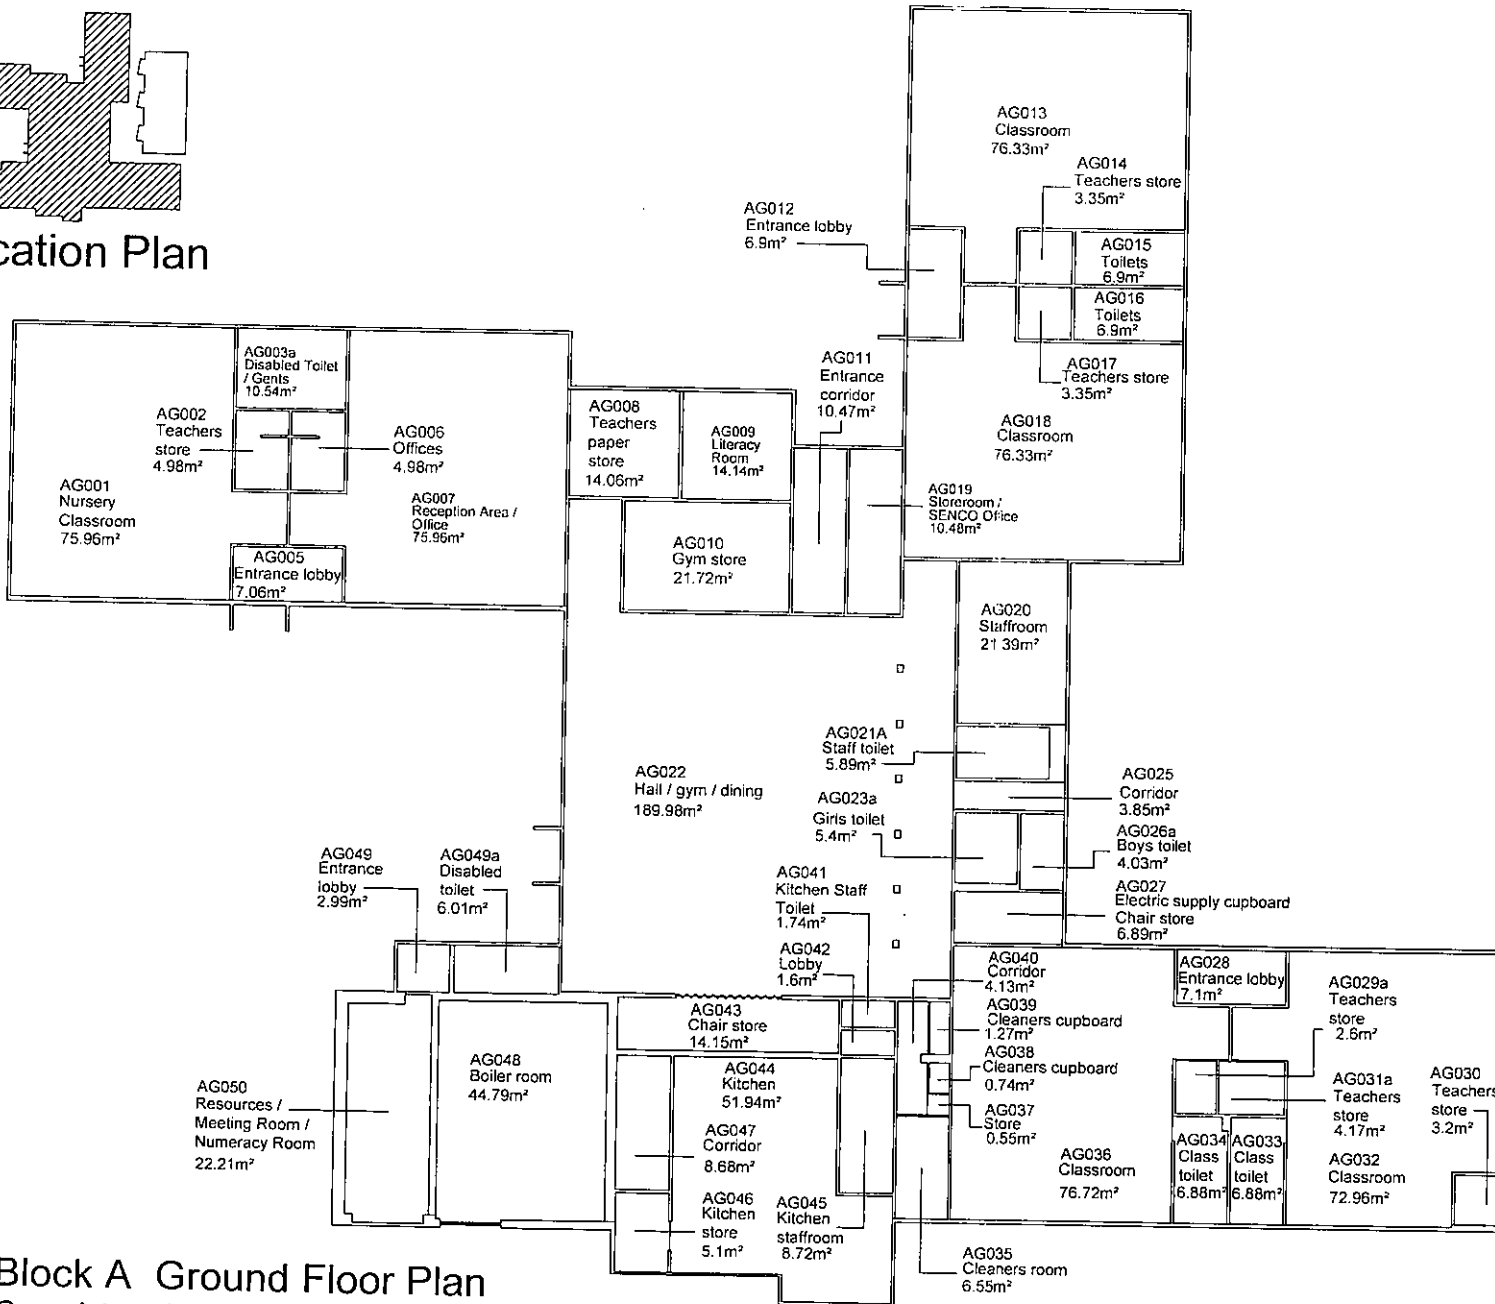 cation Plan
AG013
Classroom
76.33m²
AG014
Teachers store
3.35m²
AG012
Entrance lobby
6.9m²
AG015
Toilets
6.9m²
AG016
Toilets
6.9m²
AG017
Teachers store
3.35m²
AG018
Classroom
76.33m²
AG011
Entrance
corridor
10.47m²
AG003a
Disabled Toilet
/ Gents
10.54m²
AG002
Teachers
store
4.98m²
AG006
Offices
4.98m²
AG008
Teachers
paper
store
14.06m²
AG009
Literacy
Room
14.14m²
AG001
Nursery
Classroom
75.96m²
AG007
Reception Area /
Office
75.96m²
AG019
Storeroom /
SENCO Office
10.48m²
AG005
Entrance lobby
7.06m²
AG010
Gym store
21.72m²
AG020
Staffroom
21 39m²
AG021A
Staff toilet
5.89m²
AG022
Hall / gym / dining
189.98m²
AG023a
Girls toilet
5.4m²
AG025
Corridor
3.85m²
AG026a
Boys toilet
4.03m²
AG027
Electric supply cupboard
Chair store
6.89m²
AG049
Entrance
lobby
2.99m²
AG049a
Disabled
toilet
6.01m²
AG041
Kitchen Staff
Toilet
1.74m²
AG042
Lobby
1.6m²
AG040
Corridor
4.13m²
AG039
Cleaners cupboard
1.27m²
AG038
Cleaners cupboard
0.74m²
AG037
Store
0.55m²
AG028
Entrance lobby
7.1m²
AG029a
Teachers
store
2.6m²
AG043
Chair store
14.15m²
AG048
Boiler room
44.79m²
AG044
Kitchen
51.94m²
AG050
Resources /
Meeting Room /
Numeracy Room
22.21m²
AG047
Corridor
8.68m²
AG046
Kitchen
store
5.1m²
AG045
Kitchen
staffroom
8.72m²
AG036
Classroom
76.72m²
AG034
Class
toilet
6.88m²
AG033
Class
toilet
6.88m²
AG031a
Teachers
store
4.17m²
AG030
Teachers
store
3.2m²
AG032
Classroom
72.96m²
AG035
Cleaners room
6.55m²
Block A Ground Floor Plan